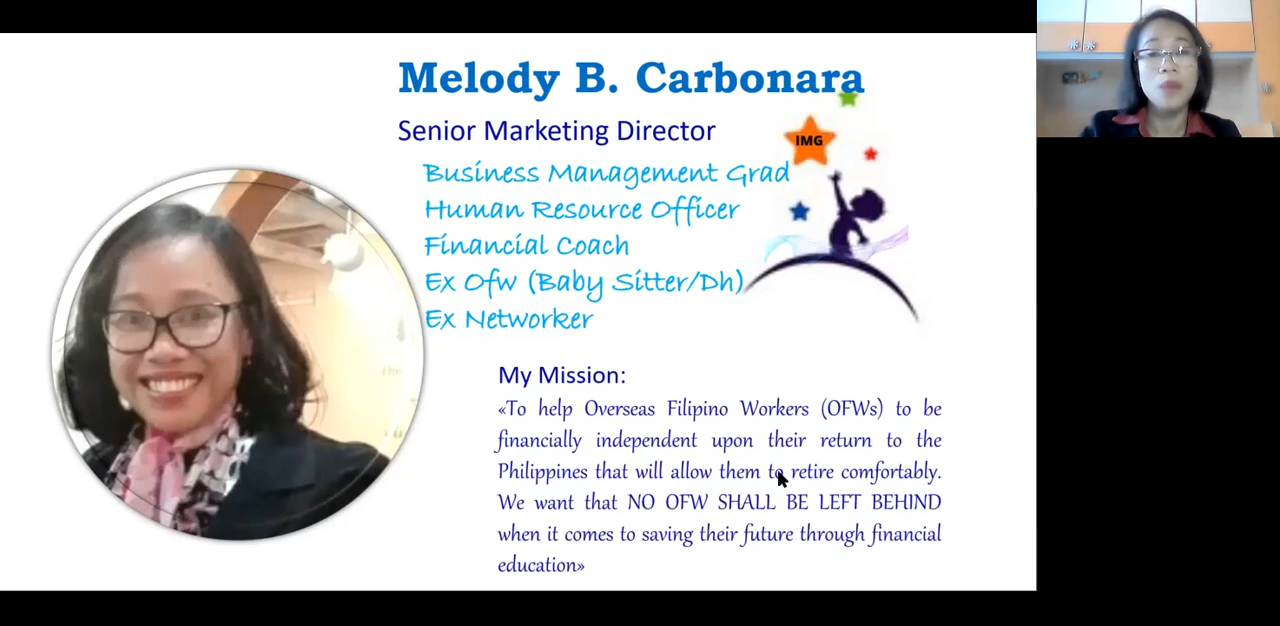 Melody B. Carbonara
Senior Marketing Director
IMG
Business Management Grad
Human Resource Officer
Financial Coach
Ex Ofw (Baby Sitter/Dh)
Ex Networker
My Mission:
«To help Overseas Filipino Workers (OFWs) to be
financially independent upon their return to the
Philippines that will allow them to retire comfortably.
We want that NO OFW SHALL BE LEFT BEHIND
when it comes to saving their future through financial
education»